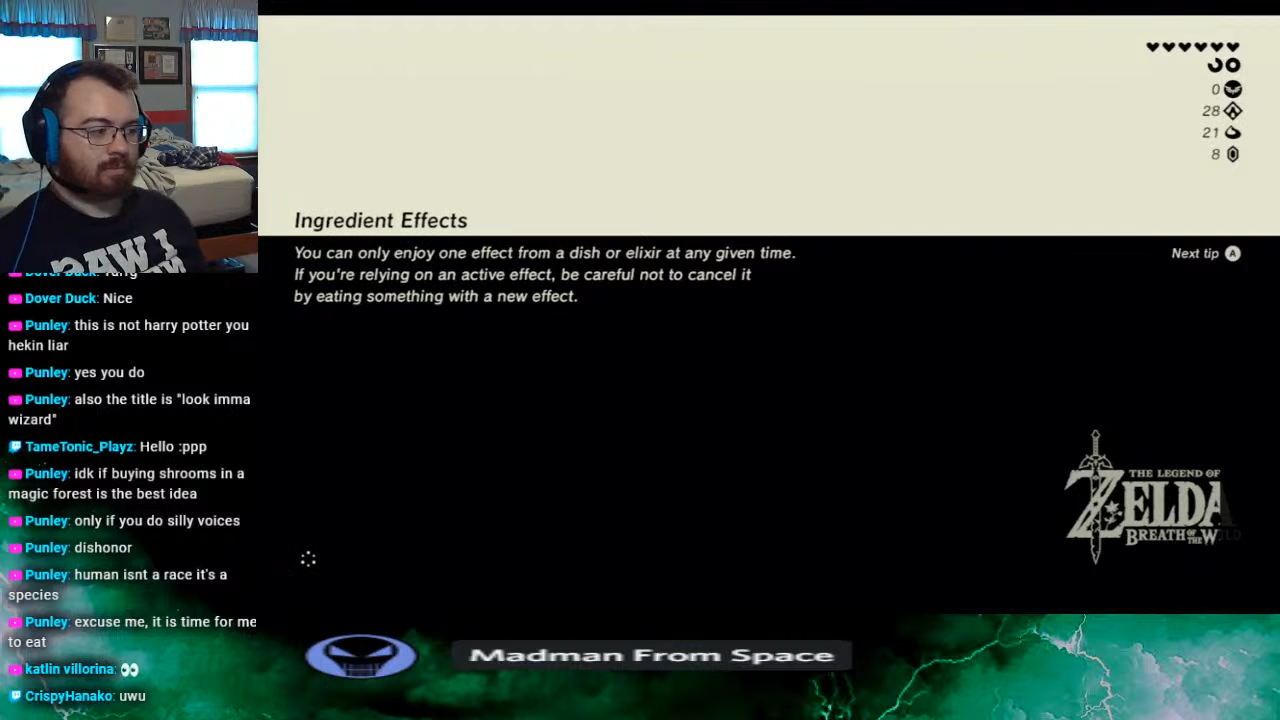 0
28
21
8
Ingredient Effects
You can only enjoy one effect from a dish or elixir at any given time.
If you're relying on an active effect, be careful not to cancel it
by eating something with a new effect.
Next tip A
THE LEGEND OF
ZELDA
BREATH OF THE WILD
Dover Duck:
Dover Duck: Nice
Punley: this is not harry potter you
hekin liar
Punley: yes you do
Punley: also the title is "look imma
wizard"
TameTonic_Playz: Hello :ppp
Punley: idk if buying shrooms in a
magic forest is the best idea
Punley: only if you do silly voices
Punley: dishonor
Punley: human isnt a race it's a
species
Punley: excuse me, it is time for me
to eat
katlin villorina: 👀
CrispyHanako: uwu
Madman From Space